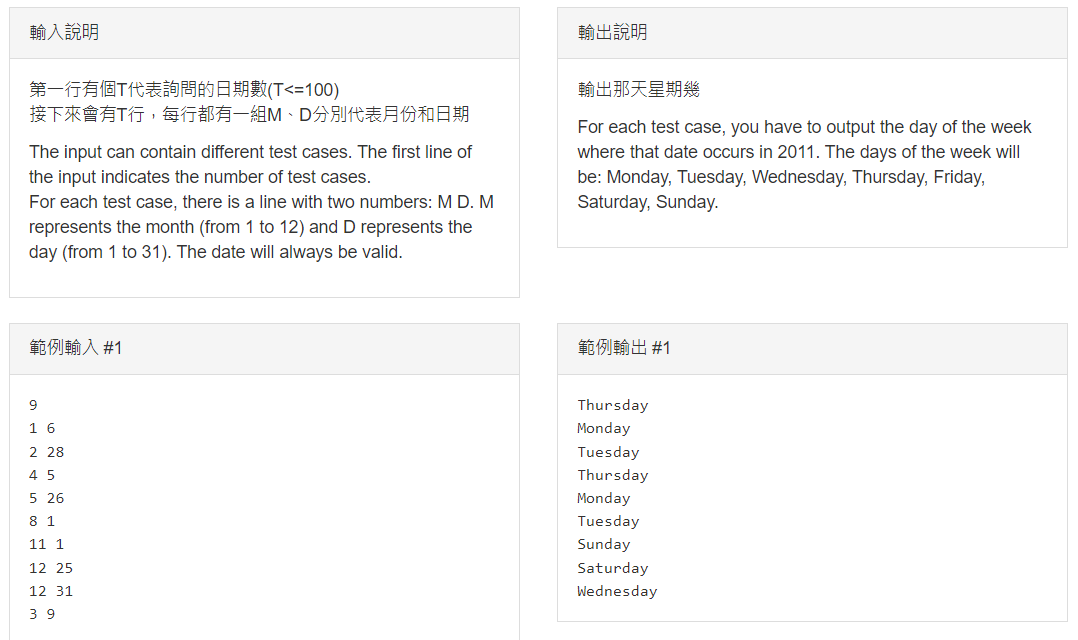 輸入說明
第一行有個T代表詢問的日期數(T<=100)
接下來會有T行，每行都有一組M、D分別代表月份和日期
The input can contain different test cases. The first line of
the input indicates the number of test cases.
For each test case, there is a line with two numbers: M D. M
represents the month (from 1 to 12) and D represents the
day (from 1 to 31). The date will always be valid.
輸出說明
輸出那天星期幾
For each test case, you have to output the day of the week
where that date occurs in 2011. The days of the week will
be: Monday, Tuesday, Wednesday, Thursday, Friday,
Saturday, Sunday.
範例輸入 #1
9
1 6
2 28
4 5
5 26
8 1
11 1
12 25
12 31
3 9
範例輸出 #1
Thursday
Monday
Tuesday
Thursday
Monday
Tuesday
Sunday
Saturday
Wednesday